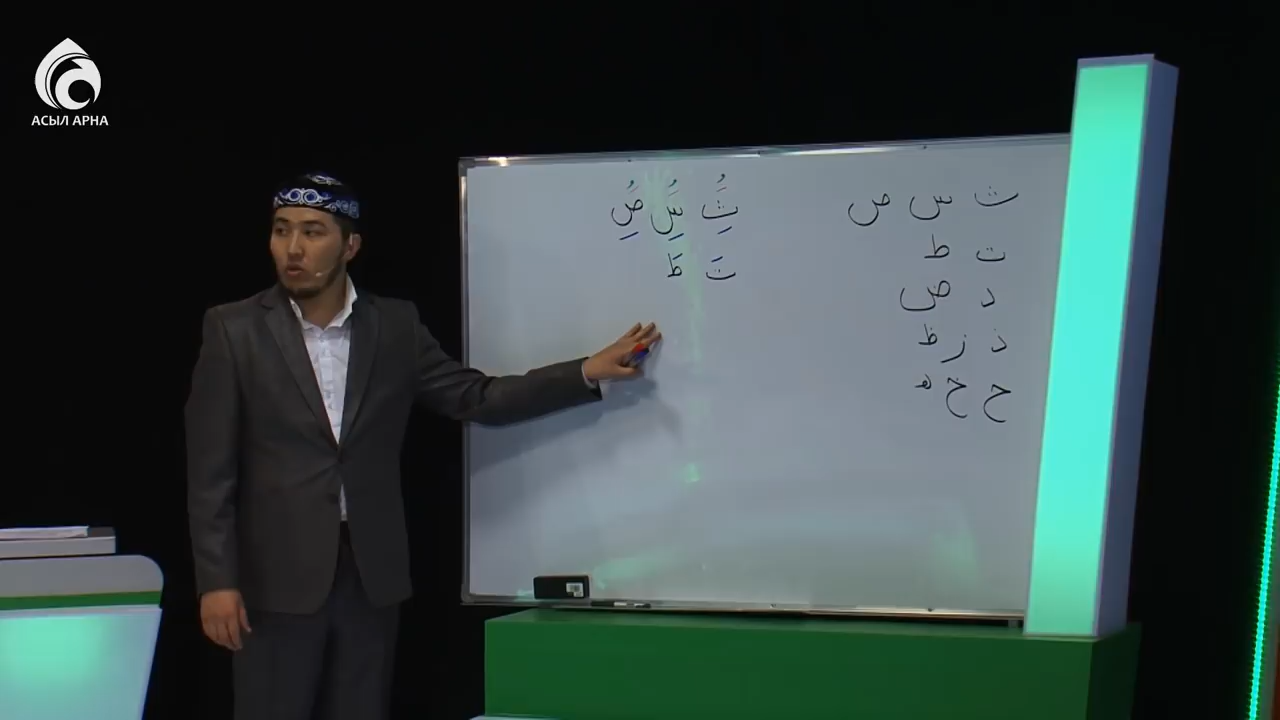 АСЫЛ АРНА
ث س ص
ت ط
د ض
ذ ز ظ
ح خ ه
ثَِ سَِ صَِ
تَ طَ